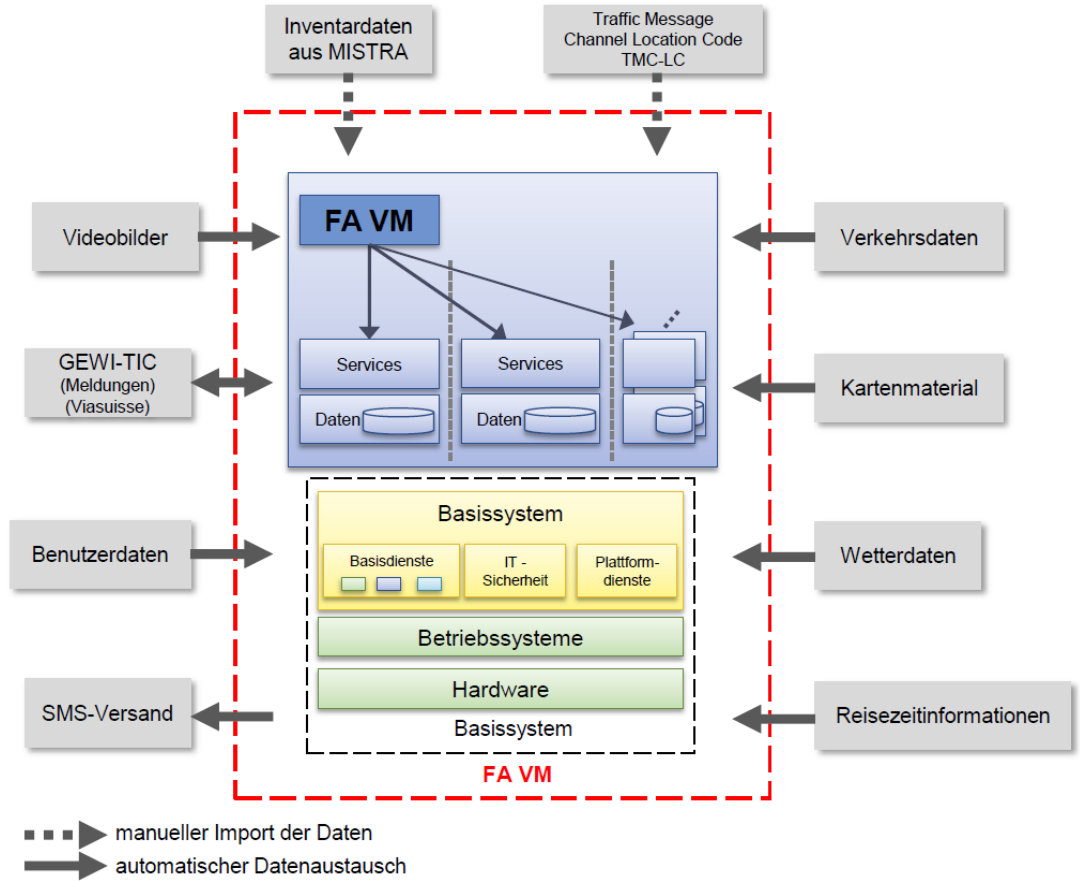 Inventardaten
aus MISTRA
Traffic Message
Channel Location Code
TMC-LC
FA VM
Videobilder
Verkehrsdaten
Services
Services
GEWI-TIC
(Meldungen)
(Viasuisse)
Kartenmaterial
Daten
Daten
Basissystem
Benutzerdaten
Basisdienste
IT -
Sicherheit
Plattform-
dienste
Wetterdaten
Betriebssysteme
Hardware
SMS-Versand
Basissystem
Reisezeitinformationen
FA VM
manueller Import der Daten
automatischer Datenaustausch